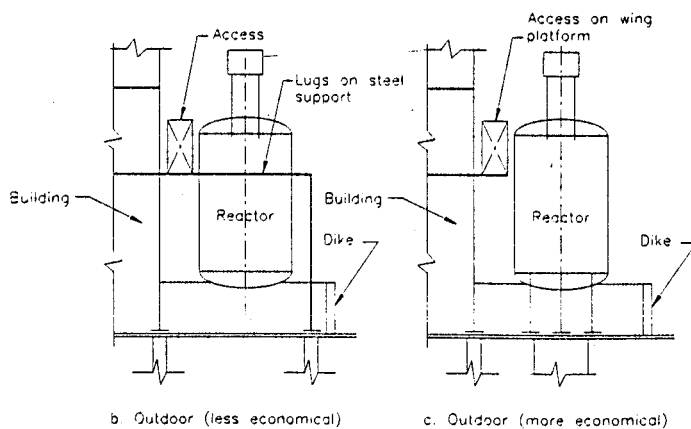 Access
Lugs on steel
support
Building
Reactor
Dike
b. Outdoor (less economical)
Access on wing
platform
Building
Reactor
Dike
c. Outdoor (more economical)